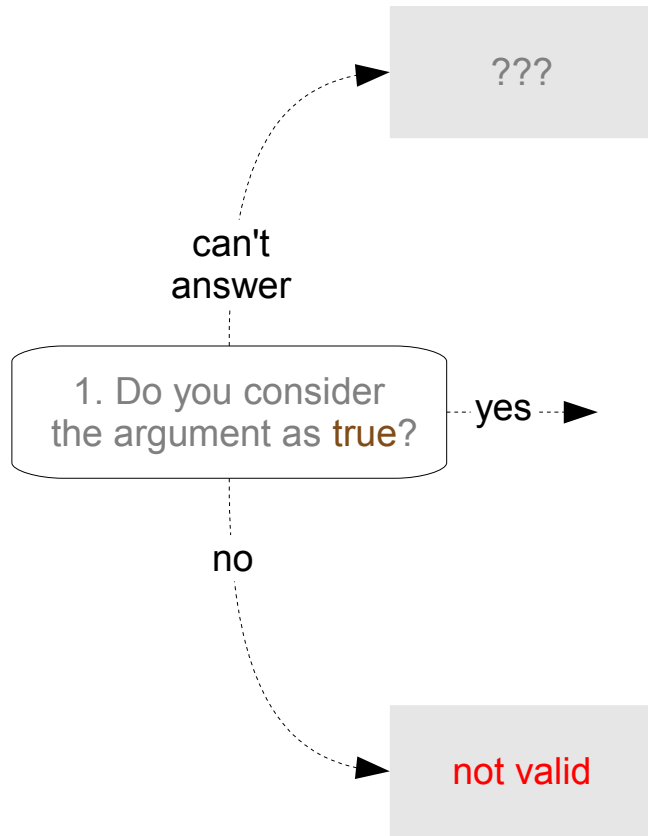 ???
can't
answer
1. Do you consider
the argument as true?
yes
no
not valid